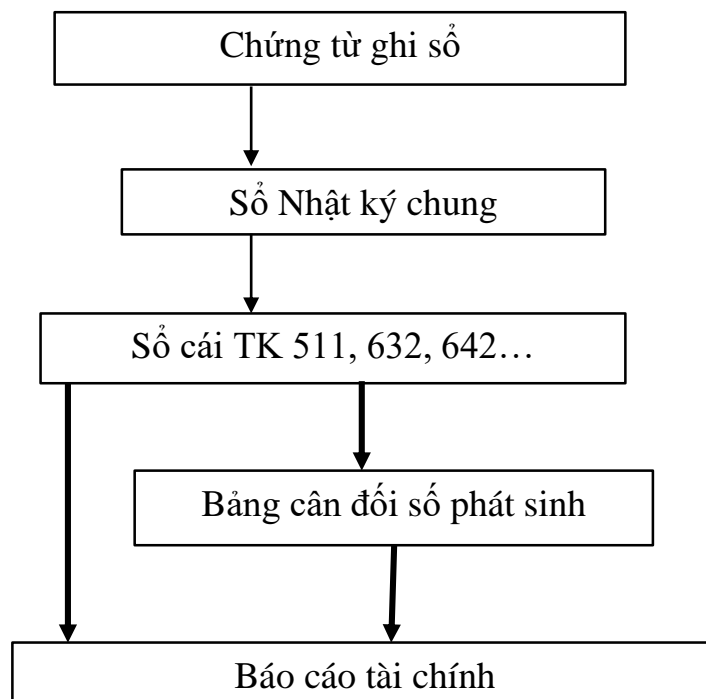 Chứng từ ghi sổ
Sổ Nhật ký chung
Sổ cái TK 511, 632, 642…
Bảng cân đối số phát sinh
Báo cáo tài chính